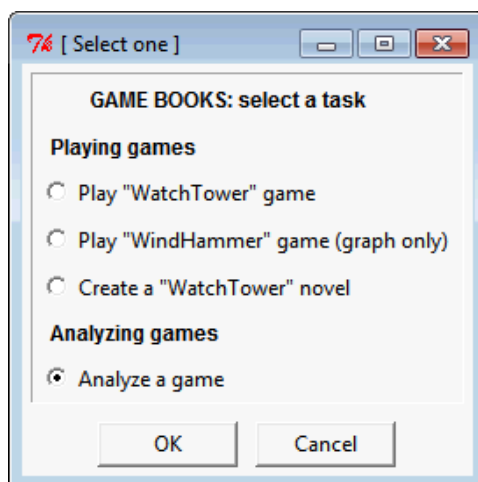 [ Select one ]
GAME BOOKS: select a task
Playing games
Play "WatchTower" game
Play "WindHammer" game (graph only)
Create a "WatchTower" novel
Analyzing games
Analyze a game
OK
Cancel